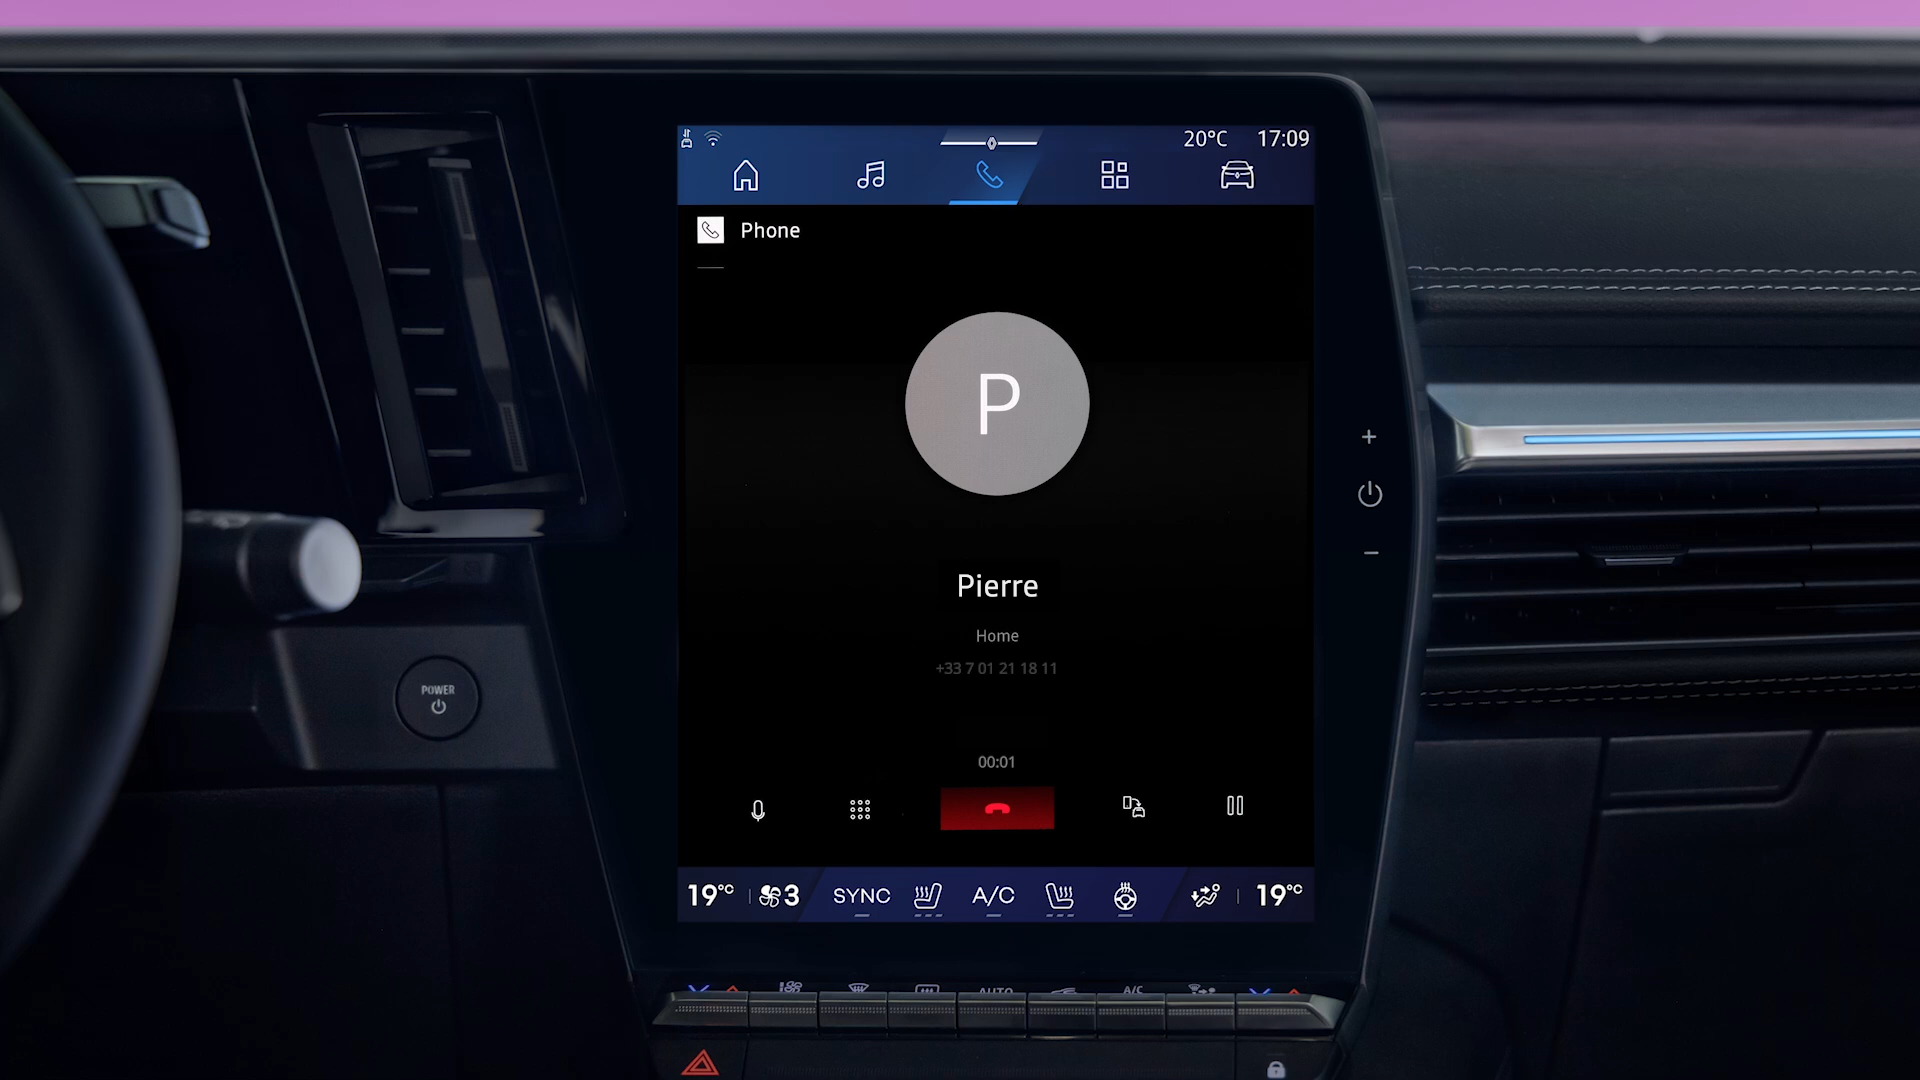 20°C 17:09
Phone
P
Pierre
Home
+33 7 01 21 18 11
00:01
19°C 3 SYNC A/C 19°C
POWER
AUTO A/C